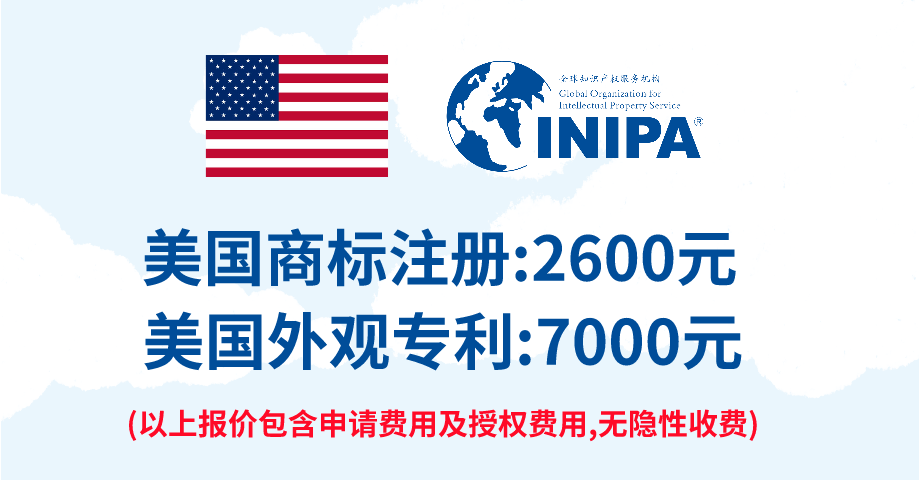 全球知识产权服务机构
Global Organization for
Intellectual Property Service
INIPA®
美国商标注册:2600元
美国外观专利:7000元
(以上报价包含申请费用及授权费用,无隐性收费)